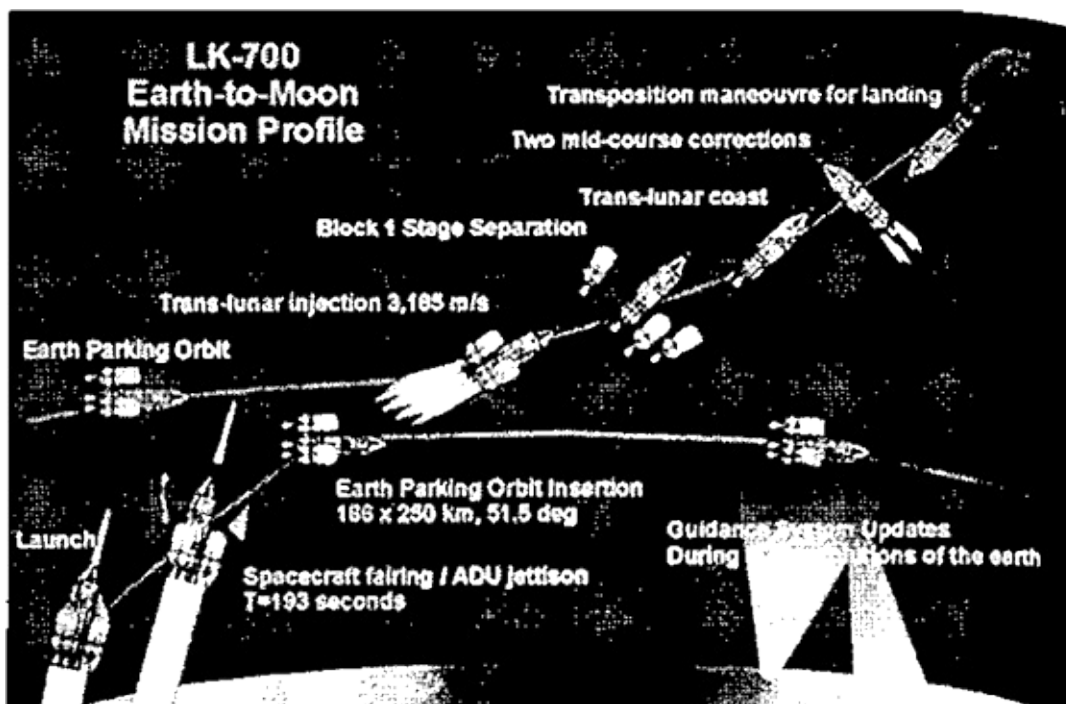 LK-700
Earth-to-Moon
Mission Profile
Transposition maneouvre for landing
Two mid-course corrections
Trans-lunar coast
Block 1 Stage Separation
Trans-lunar injection 3,185 m/s
Earth Parking Orbit
Earth Parking Orbit Insertion
186 x 250 km, 51.5 deg
Launch
Spacecraft fairing / ADU jettison
T=193 seconds
Guidance System Updates
During of the earth